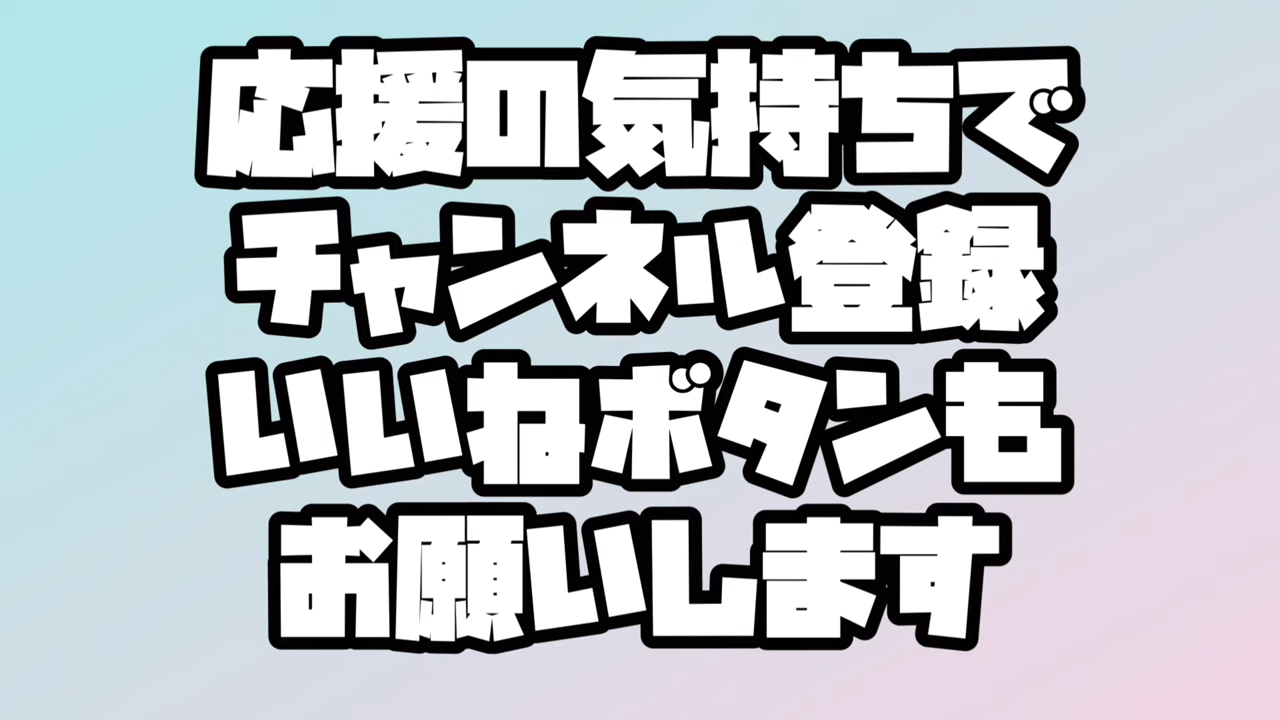 応援の気持ちで
チャンネル登録
いいねボタンも
お願いします